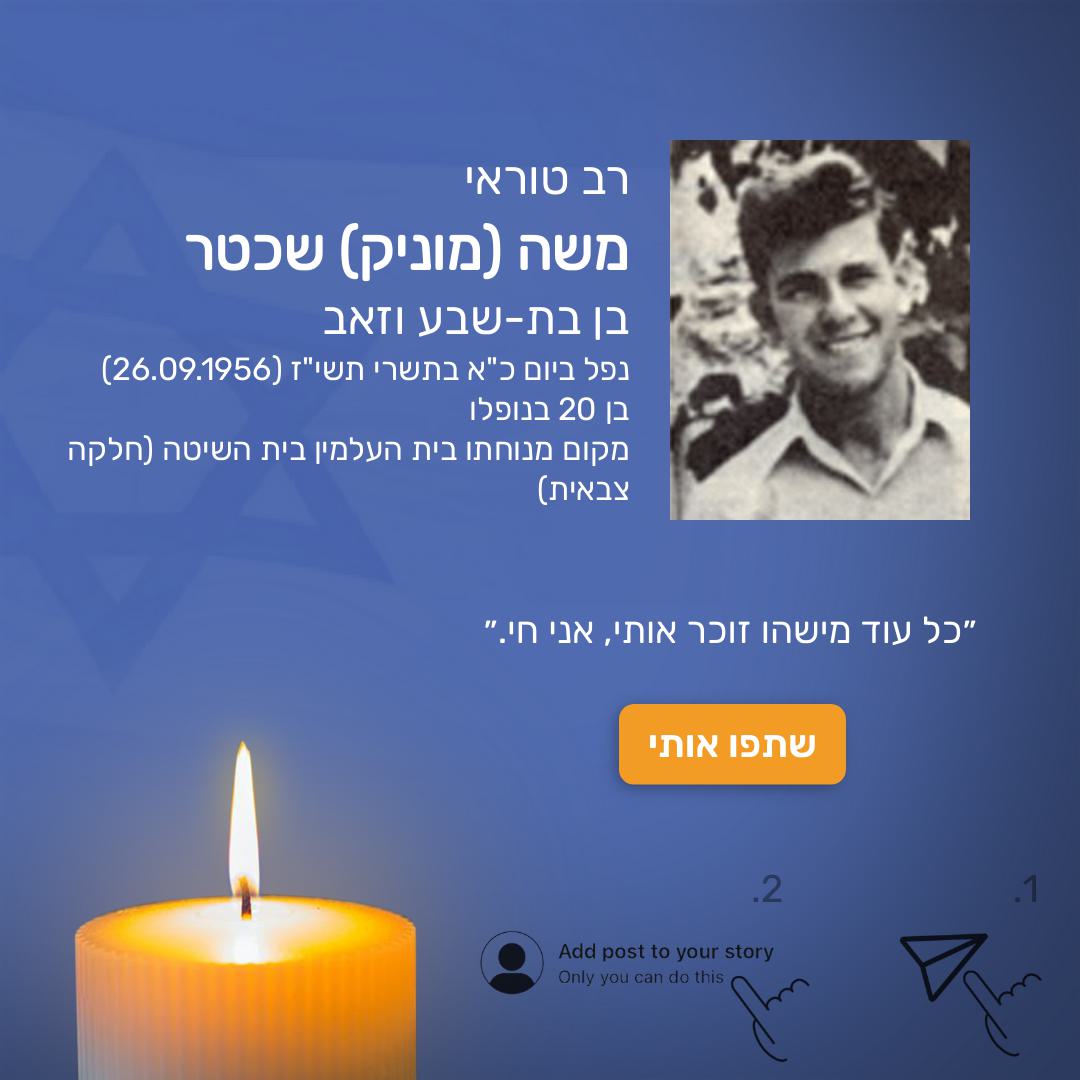 רב טוראי
משה (מוניק) שכטר
בן בת-שבע וזאב
נפל ביום כ"א בתשרי תשי"ז (26.09.1956)
בן 20 בנופלו
מקום מנוחתו בית העלמין בית השיטה (חלקה
צבאית)
״כל עוד מישהו זוכר אותי, אני חי.״
שתפו אותי
.1
.2
Add post to your story
Only you can do this